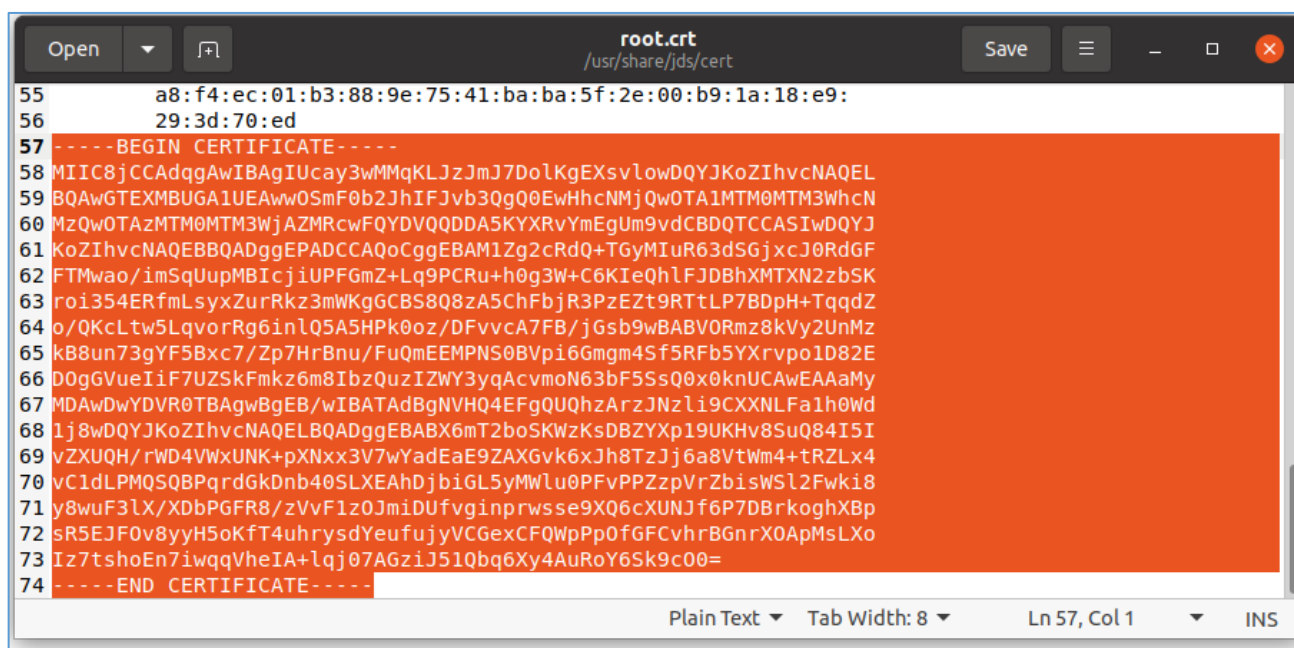 Open
root.crt
/usr/share/jds/cert
Save
55 a8:f4:ec:01:b3:88:9e:75:41:ba:ba:5f:2e:00:b9:1a:18:e9:
56 29:3d:70:ed
57 -----BEGIN CERTIFICATE-----
58 MIIC8jCCAdqgAwIBAgIUcay3wMMqKLJzJmJ7DolKgEXsvlowDQYJKoZIhvcNAQEL
59 BQAwGTEXMBUGA1UEAwwOSmF0b2JhIFJvb3QgQ0EwHhcNMjQwOTA1MTM0MTM3WhcN
60 MzQwOTAzMTM0MTM3WjAZMRcwFQYDVQQDDA5KYXRvYmEgUm9vdCBDQTCCASIwDQYJ
61 KoZIhvcNAQEBBQADggEPADCCAQoCggEBAM1Zg2cRdQ+TGyMIuR63dSGjxcJ0RdGF
62 FTMwao/imSqUupMBIcjiUPFGmZ+Lq9PCRu+h0g3W+C6KIeQhlFJDBhXMTXN2zbSK
63 roi354ERfmLsyxZurRkz3mWKgGCBS8Q8zA5ChFbjR3PzEZt9RTtLP7BDpH+TqqdZ
64 o/QKcLtw5LqvorRg6inlQ5A5HPk0oz/DFvvcA7FB/jGsb9wBABVORmz8kVy2UnMz
65 kB8un73gYF5Bxc7/Zp7HrBnu/FuQmEEMPNS0BVpi6Gmgm4Sf5RFb5YXrvpo1D82E
66 DOgGVueIiF7UZSkFmkz6m8IbzQuzIZWY3yqAcvmoN63bF5SsQ0x0knUCAwEAAaMy
67 MDAwDwYDVR0TBAgwBgEB/wIBATAdBgNVHQ4EFgQUQhzArzJNzli9CXXNLFa1h0Wd
68 1j8wDQYJKoZIhvcNAQELBQADggEBABX6mT2boSKWzKsDBZYXp19UKHv8SuQ84I5I
69 vZXUQH/rWD4VWxUNK+pXNxx3V7wYadEaE9ZAXGvk6xJh8TzJj6a8VtWm4+tRZLx4
70 vC1dLPMQSQBPqrdGkDnb40SLXEAhDjbiGL5yMWlu0PFvPPZzpVrZbisWSl2Fwki8
71 y8wuF3lX/XDbPGFR8/zVvF1zOJmiDUfvginprwsse9XQ6cXUNJf6P7DBrkoghXBp
72 sR5EJFOv8yyH5oKfT4uhrysdYeufujyVCGexCFQWpPpOfGFCvhrBGnrXOApMsLXo
73 Iz7tshoEn7iwqqVheIA+lqj07AGziJ51Qbq6Xy4AuRoY6Sk9cO0=
74 -----END CERTIFICATE-----
Plain Text Tab Width: 8 Ln 57, Col 1 INS